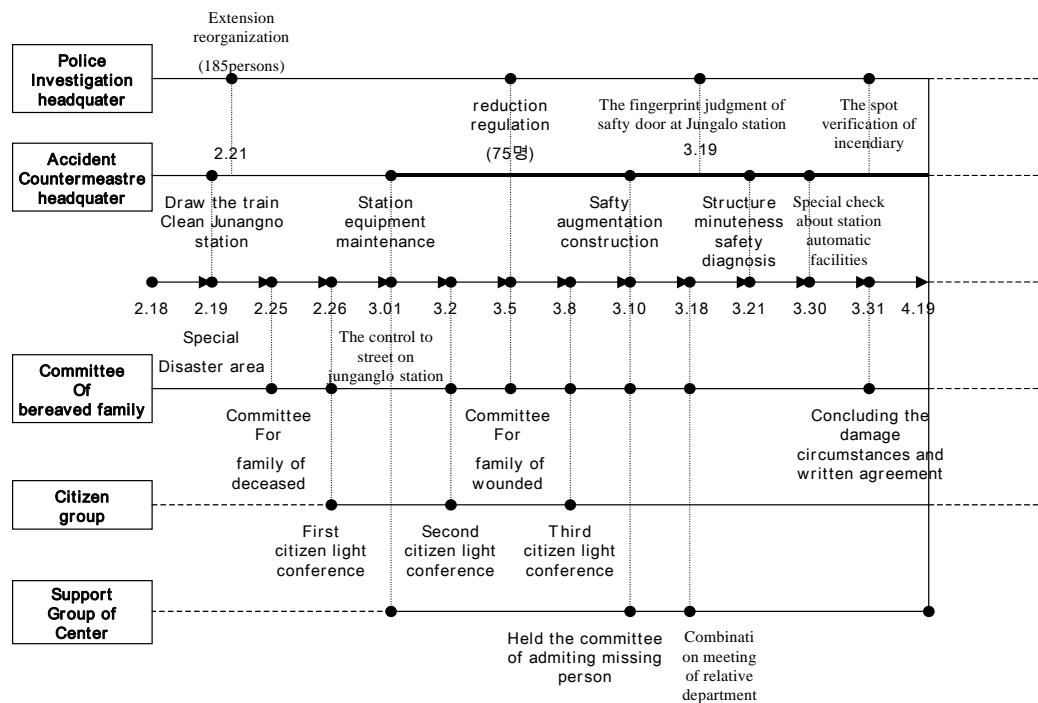 Extension
reorganization
(185persons)
Police
Investigation
headquater
reduction
regulation
(75명)
The fingerprint judgment of
safty door at Jungalo station
3.19
The spot
verification of
incendiary
2.21
Accident
Countermeastre
headquater
Draw the train
Clean Junangno
station
Station
equipment
maintenance
Safty
augmentation
construction
Structure
minuteness
safety
diagnosis
Special check
about station
automatic
facilities
2.18 2.19 2.25 2.26 3.01 3.2 3.5 3.8 3.10 3.18 3.21 3.30 3.31 4.19
Special
Disaster area
The control to
street on
junganglo station
Committee
Of
bereaved family
Committee
For
family of
deceased
Committee
For
family of
wounded
Concluding the
damage
circumstances and
written agreement
Citizen
group
First
citizen light
conference
Second
citizen light
conference
Third
citizen light
conference
Support
Group of
Center
Held the committee
of admiting missing
person
Combinati
on meeting
of relative
department